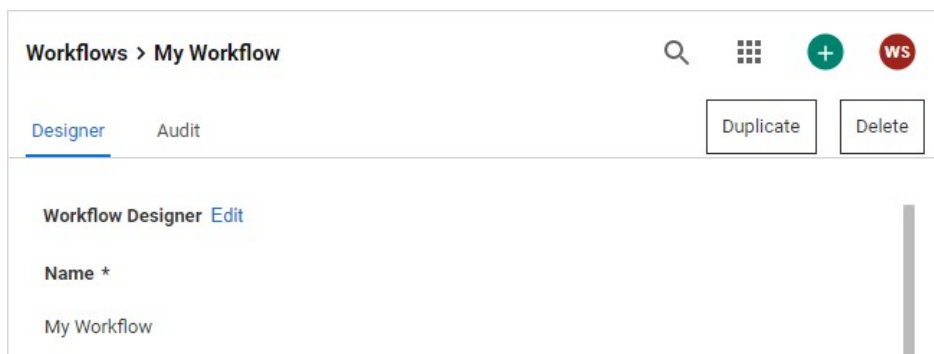 Workflows > My Workflow
+ WS
Designer Audit Duplicate Delete
Workflow Designer Edit
Name *
My Workflow